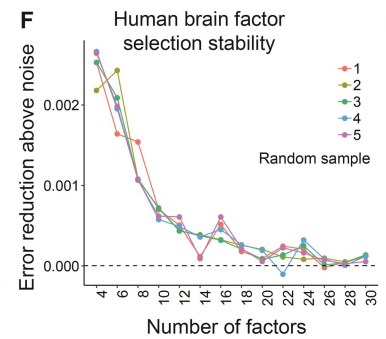 F
Human brain factor
selection stability
Error reduction above noise
0.002
0.001
0.000
1
2
3
4
5
Random sample
4 6 8 10 12 14 16 18 20 22 24 26 28 30
Number of factors